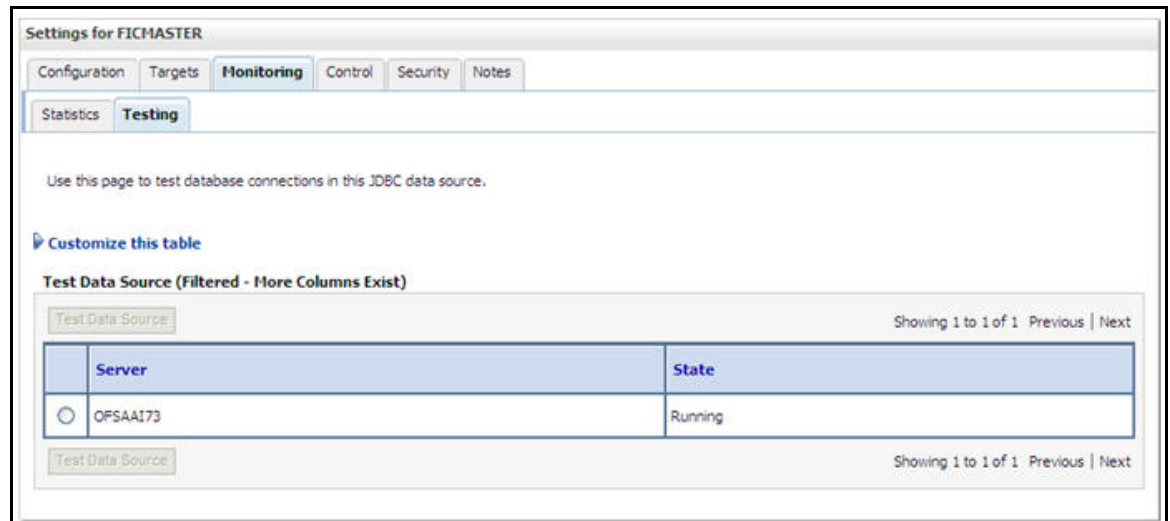 Settings for FICMASTER
Configuration Targets Monitoring Control Security Notes
Statistics Testing
Use this page to test database connections in this JDBC data source.
Customize this table
Test Data Source (Filtered - More Columns Exist)
Test Data Source Showing 1 to 1 of 1 Previous | Next
Server State
OFSAAI73 Running
Test Data Source Showing 1 to 1 of 1 Previous | Next